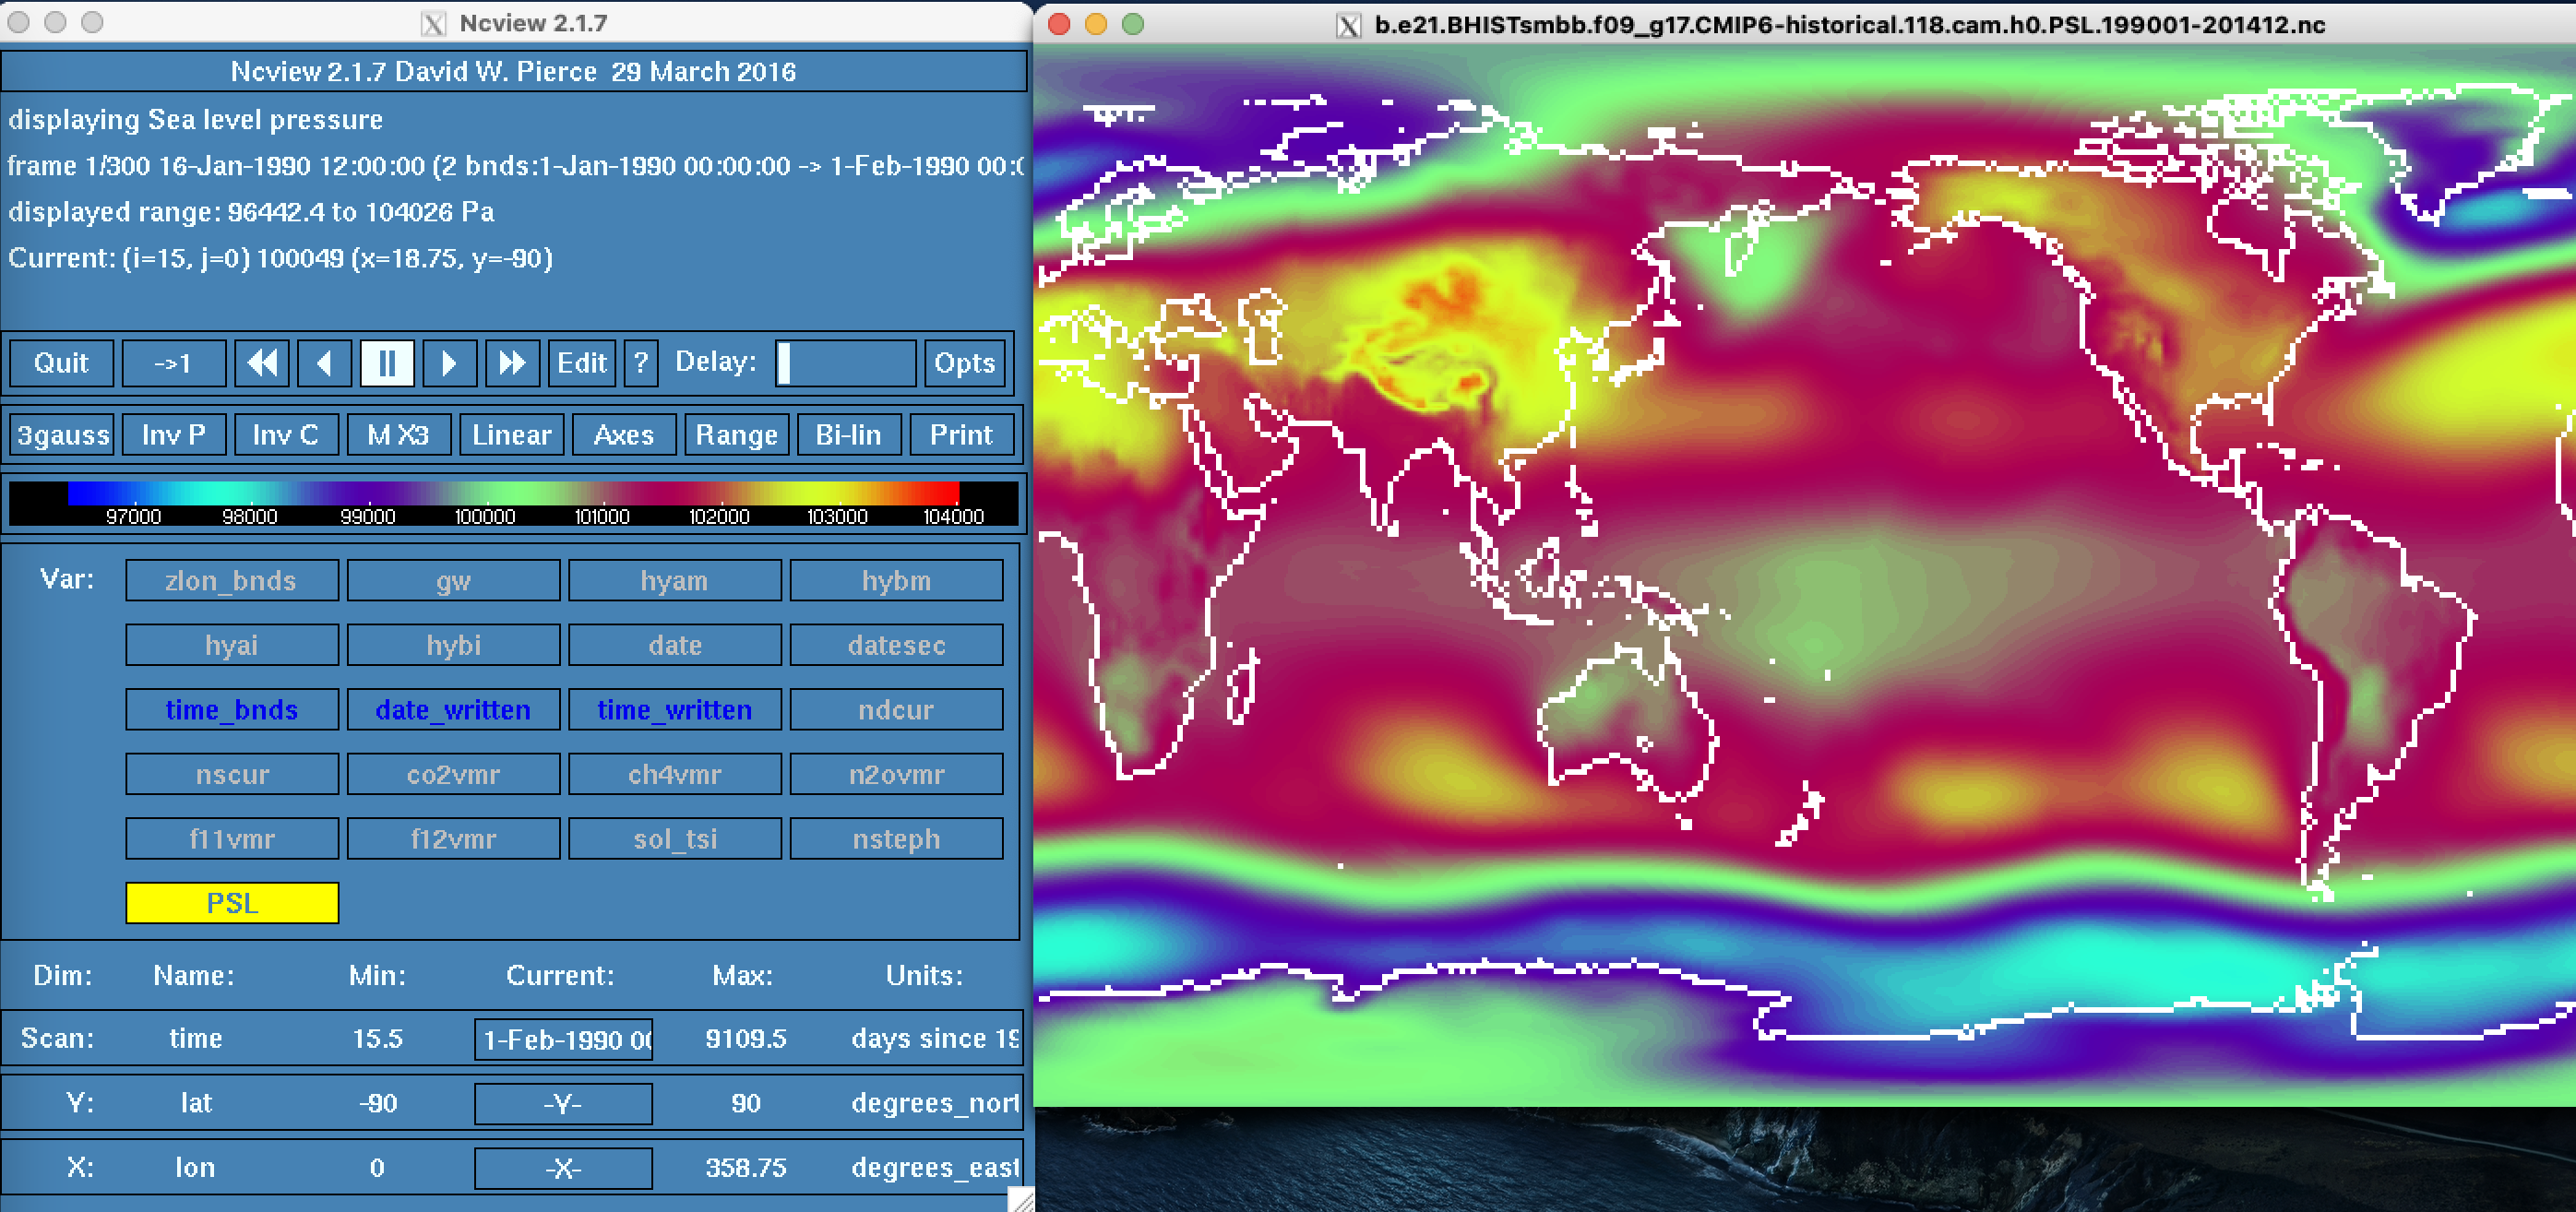 Ncview 2.1.7
Ncview 2.1.7 David W. Pierce  29 March 2016
displaying Sea level pressure
frame 1/300 16-Jan-1990 12:00:00 (2 bnds:1-Jan-1990 00:00:00 -> 1-Feb-1990 00:(
displayed range: 96442.4 to 104026 Pa
Current: (i=15, j=0) 100049 (x=18.75, y=-90)
Quit ->1 Edit ? Delay: Opts
3gauss Inv P Inv C M X3 Linear Axes Range Bi-lin Print
97000 98000 99000 100000 101000 102000 103000 104000
Var: zlon_bnds gw hyam hybm
hyai hybi date datesec
time_bnds date_written time_written ndcur
nscur co2vmr ch4vmr n2ovmr
f11vmr f12vmr sol_tsi nsteph
PSL
Dim: Name: Min: Current: Max: Units:
Scan: time 15.5 1-Feb-1990 00 9109.5 days since 19
Y: lat -90 -Y- 90 degrees_nort
X: lon 0 -X- 358.75 degrees_east
b.e21.BHISTsmbb.f09_g17.CMIP6-historical.118.cam.h0.PSL.199001-201412.nc